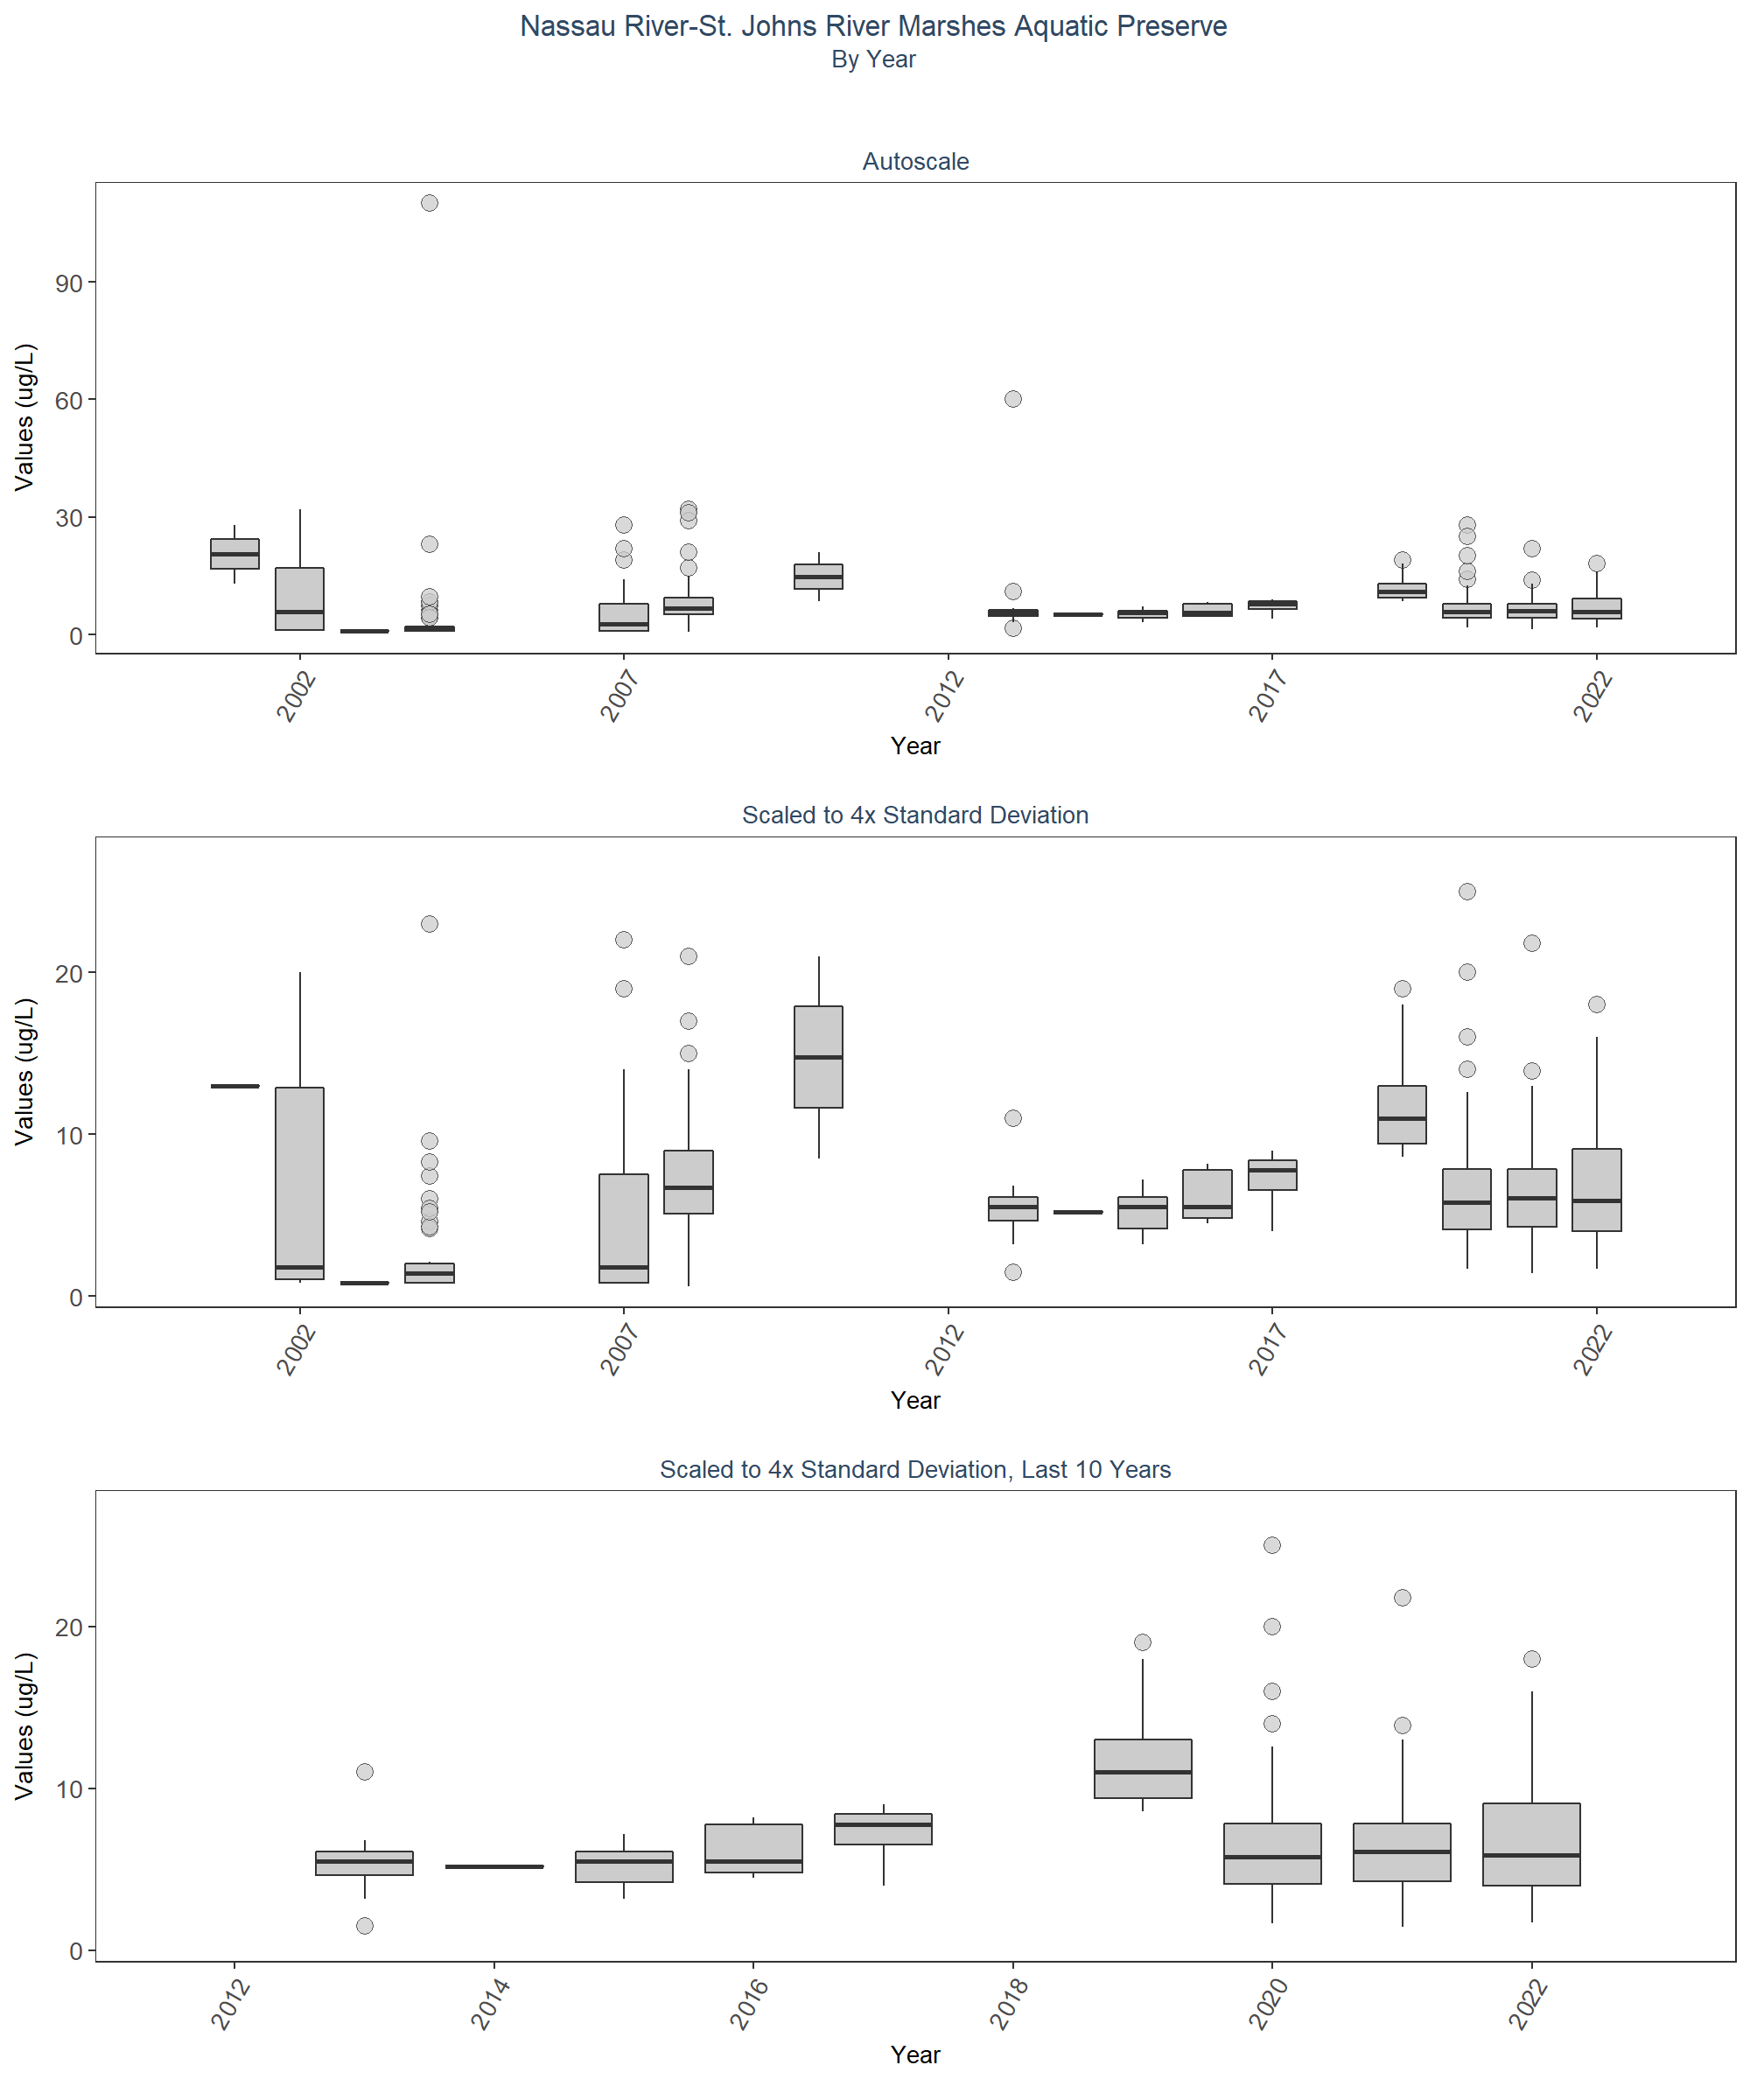 Nassau River-St. Johns River Marshes Aquatic Preserve
By Year
Autoscale
Values (ug/L)
90
60
30
0
2002
2007
2012
2017
2022
Year
Scaled to 4x Standard Deviation
Values (ug/L)
20
10
0
2002
2007
2012
2017
2022
Year
Scaled to 4x Standard Deviation, Last 10 Years
Values (ug/L)
20
10
0
2012
2014
2016
2018
2020
2022
Year